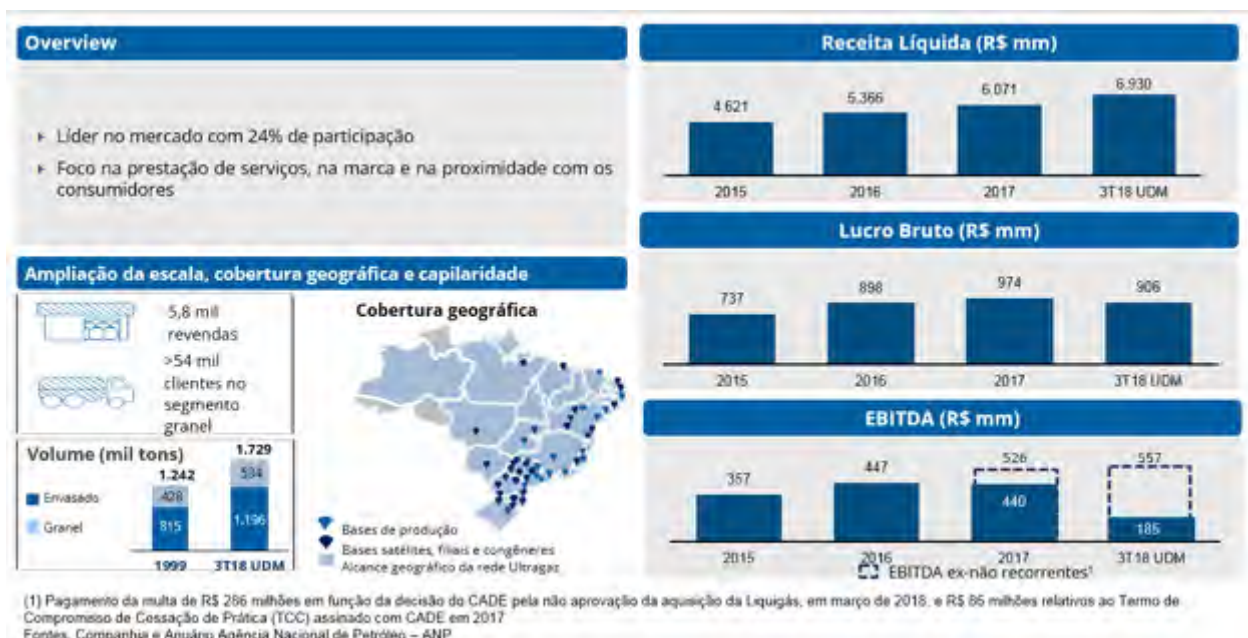 Overview
▸ Líder no mercado com 24% de participação
▸ Foco na prestação de serviços, na marca e na proximidade com os
consumidores
Ampliação da escala, cobertura geográfica e capilaridade
5,8 mil
revendas
>54 mil
clientes no
segmento
granel
Volume (mil tons)
1.242
1.729
428
534
Envasado
Granel
815
1.196
1999
3T18 UDM
Cobertura geográfica
Bases de produção
Bases satélites, filiais e congêneres
Alcance geográfico da rede Ultragaz
Receita Líquida (R$ mm)
4.621
5.366
6.071
6.930
2015
2016
2017
3T18 UDM
Lucro Bruto (R$ mm)
737
898
974
906
2015
2016
2017
3T18 UDM
EBITDA (R$ mm)
357
447
526
557
440
185
2015
2016
2017
3T18 UDM
EBITDA ex-não recorrentes¹
(1) Pagamento da multa de R$ 286 milhões em função da decisão do CADE pela não aprovação da aquisição da Liquigás, em março de 2018, e R$ 86 milhões relativos ao Termo de
Compromisso de Cessação de Prática (TCC) assinado com CADE em 2017
Fontes: Companhia e Anuário Agência Nacional de Petróleo – ANP